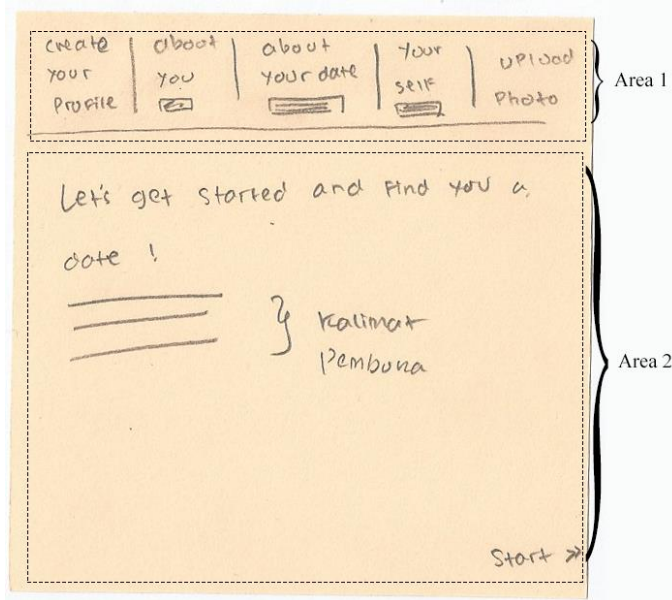 create your profile
about you
about your date
your self
upload photo
Area 1
Let's get started and find you a
date !
kalimat
pembuka
Start >>
Area 2